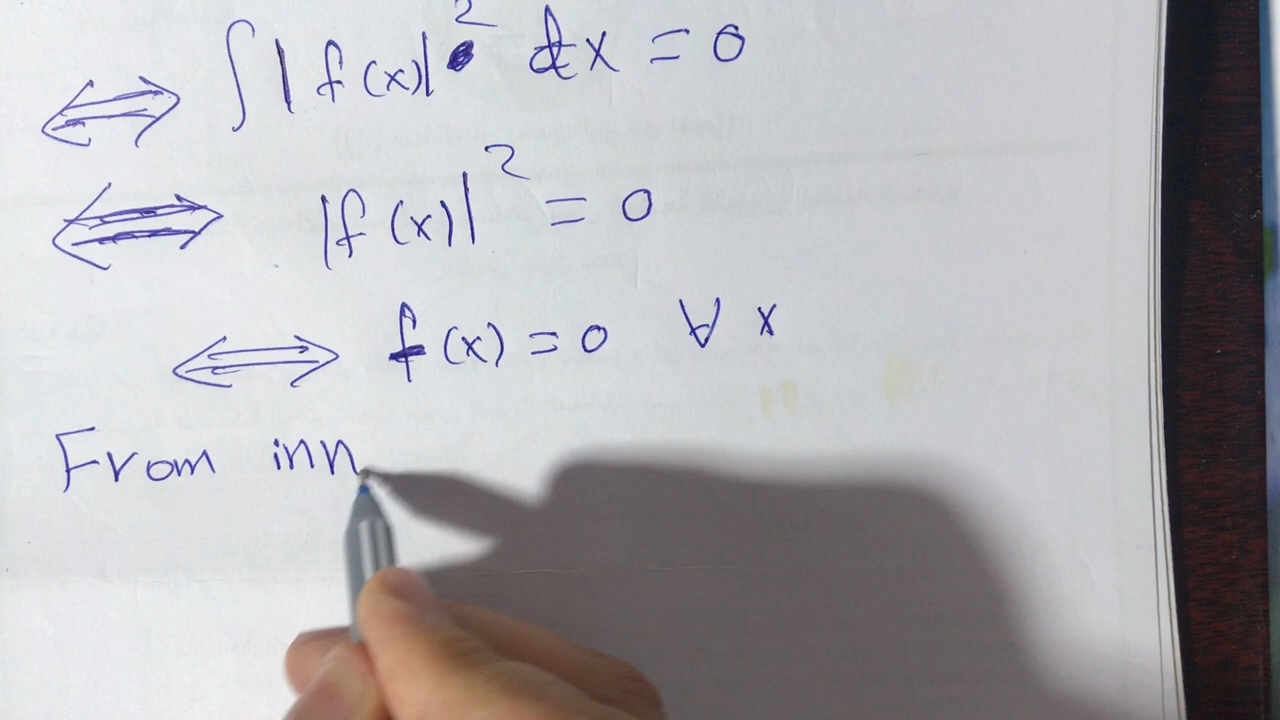 ⟺ ∫|f(x)|² dx = 0
⟺ |f(x)|² = 0
⟺ f(x) = 0 ∀ x
From inn